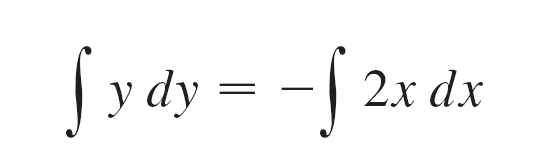 ∫ y dy = −∫ 2x dx